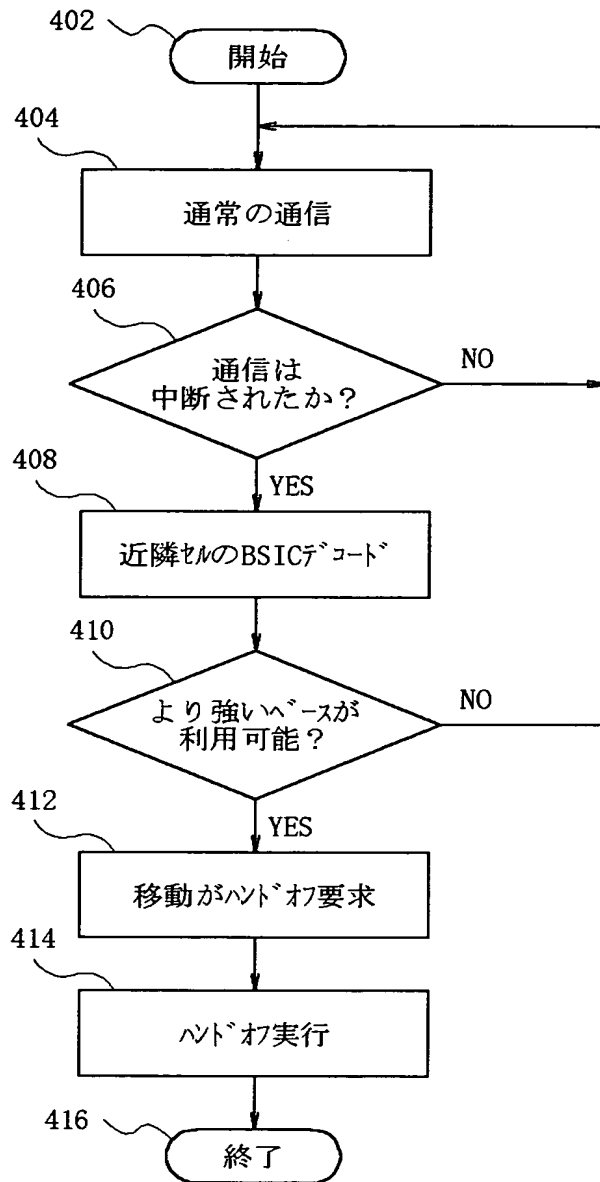 402
開始
404
通常の通信
406
通信は
中断されたか?
NO
YES
408
近隣ｾﾙのBSICﾃﾞｺｰﾄﾞ
410
より強いﾍﾞｰｽが
利用可能?
NO
YES
412
移動がﾊﾝﾄﾞｵﾌ要求
414
ﾊﾝﾄﾞｵﾌ実行
416
終了